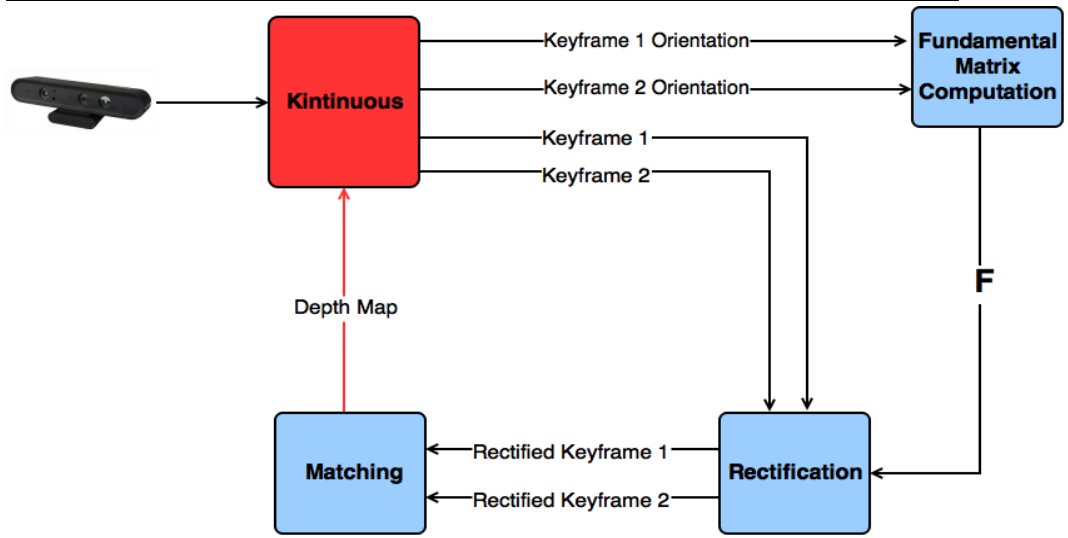 Kintinuous
Keyframe 1 Orientation
Keyframe 2 Orientation
Keyframe 1
Keyframe 2
Fundamental
Matrix
Computation
F
Depth Map
Matching
Rectified Keyframe 1
Rectified Keyframe 2
Rectification